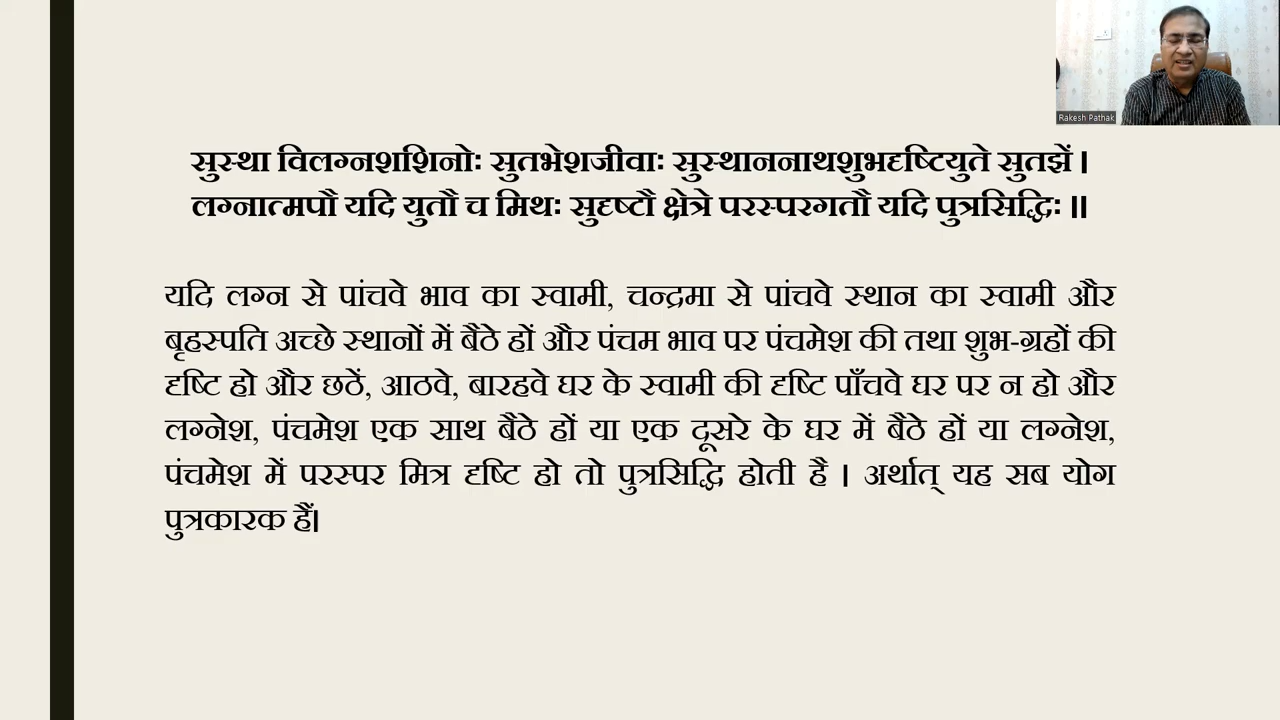 Rakesh Pathak
सुस्था विलग्नशशिनोः सुतभेशजीवाः सुस्थाननाथशुभदृष्टियुते सुतझें ।
लग्नात्मपौ यदि युतौ च मिथः सुदृष्टौ क्षेत्रे परस्परगतौ यदि पुत्रसिद्धिः ॥
यदि लग्न से पांचवे भाव का स्वामी, चन्द्रमा से पांचवे स्थान का स्वामी और
बृहस्पति अच्छे स्थानों में बैठे हों और पंचम भाव पर पंचमेश की तथा शुभ-ग्रहों की
दृष्टि हो और छठें, आठवे, बारहवे घर के स्वामी की दृष्टि पाँचवे घर पर न हो और
लग्नेश, पंचमेश एक साथ बैठे हों या एक दूसरे के घर में बैठे हों या लग्नेश,
पंचमेश में परस्पर मित्र दृष्टि हो तो पुत्रसिद्धि होती है । अर्थात् यह सब योग
पुत्रकारक हैं।